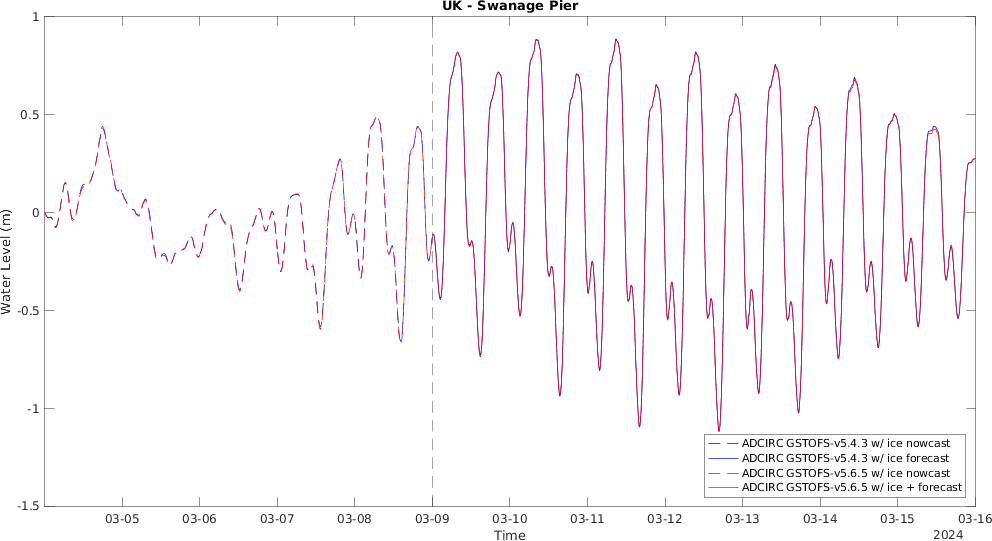 UK - Swanage Pier
1
0.5
0
-0.5
-1
-1.5
Water Level (m)
03-05 03-06 03-07 03-08 03-09 03-10 03-11 03-12 03-13 03-14 03-15 03-16
Time
2024
ADCIRC GSTOFS-v5.4.3 w/ ice nowcast
ADCIRC GSTOFS-v5.4.3 w/ ice forecast
ADCIRC GSTOFS-v5.6.5 w/ ice nowcast
ADCIRC GSTOFS-v5.6.5 w/ ice + forecast